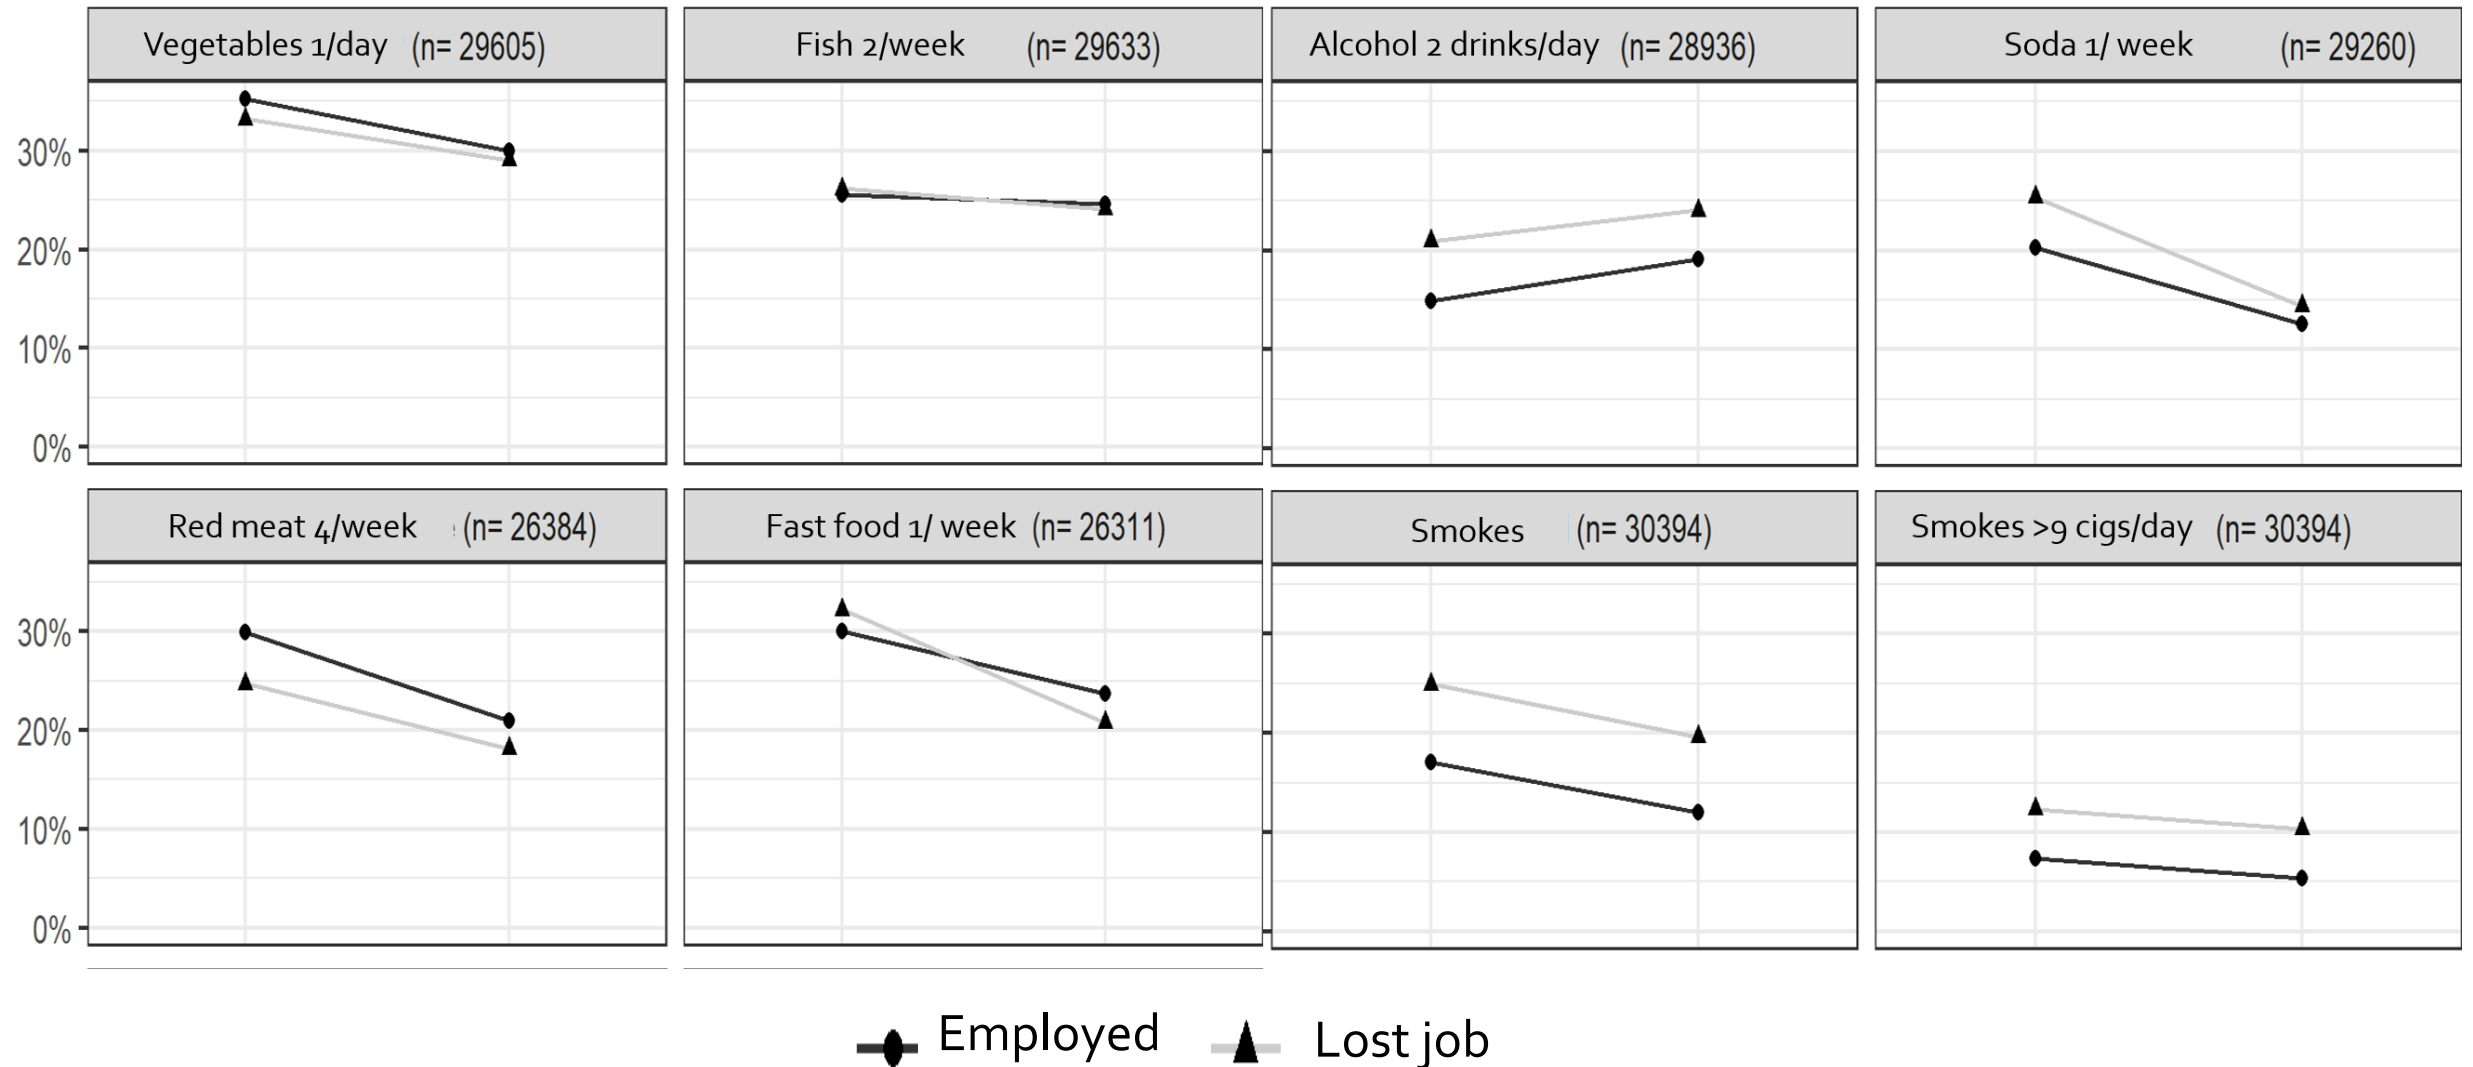 Vegetables 1/day (n= 29605)
Fish 2/week (n= 29633)
Alcohol 2 drinks/day (n= 28936)
Soda 1/ week (n= 29260)
30%
20%
10%
0%
Red meat 4/week (n= 26384)
Fast food 1/ week (n= 26311)
Smokes (n= 30394)
Smokes >9 cigs/day (n= 30394)
30%
20%
10%
0%
Employed
Lost job